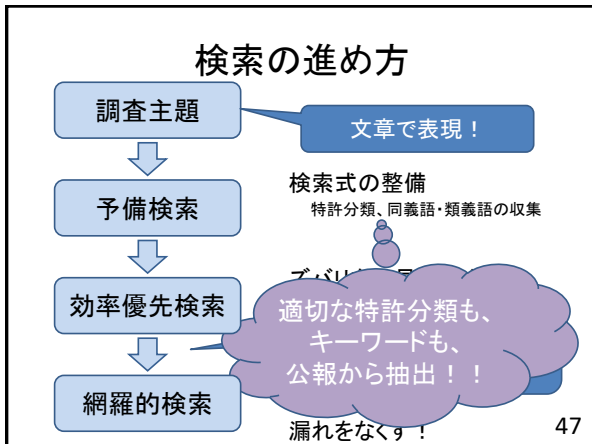 検索の進め方
調査主題
文章で表現！
予備検索
検索式の整備
特許分類、同義語・類義語の収集
効率優先検索
適切な特許分類も、
キーワードも、
公報から抽出！！
網羅的検索
漏れをなくす！
47